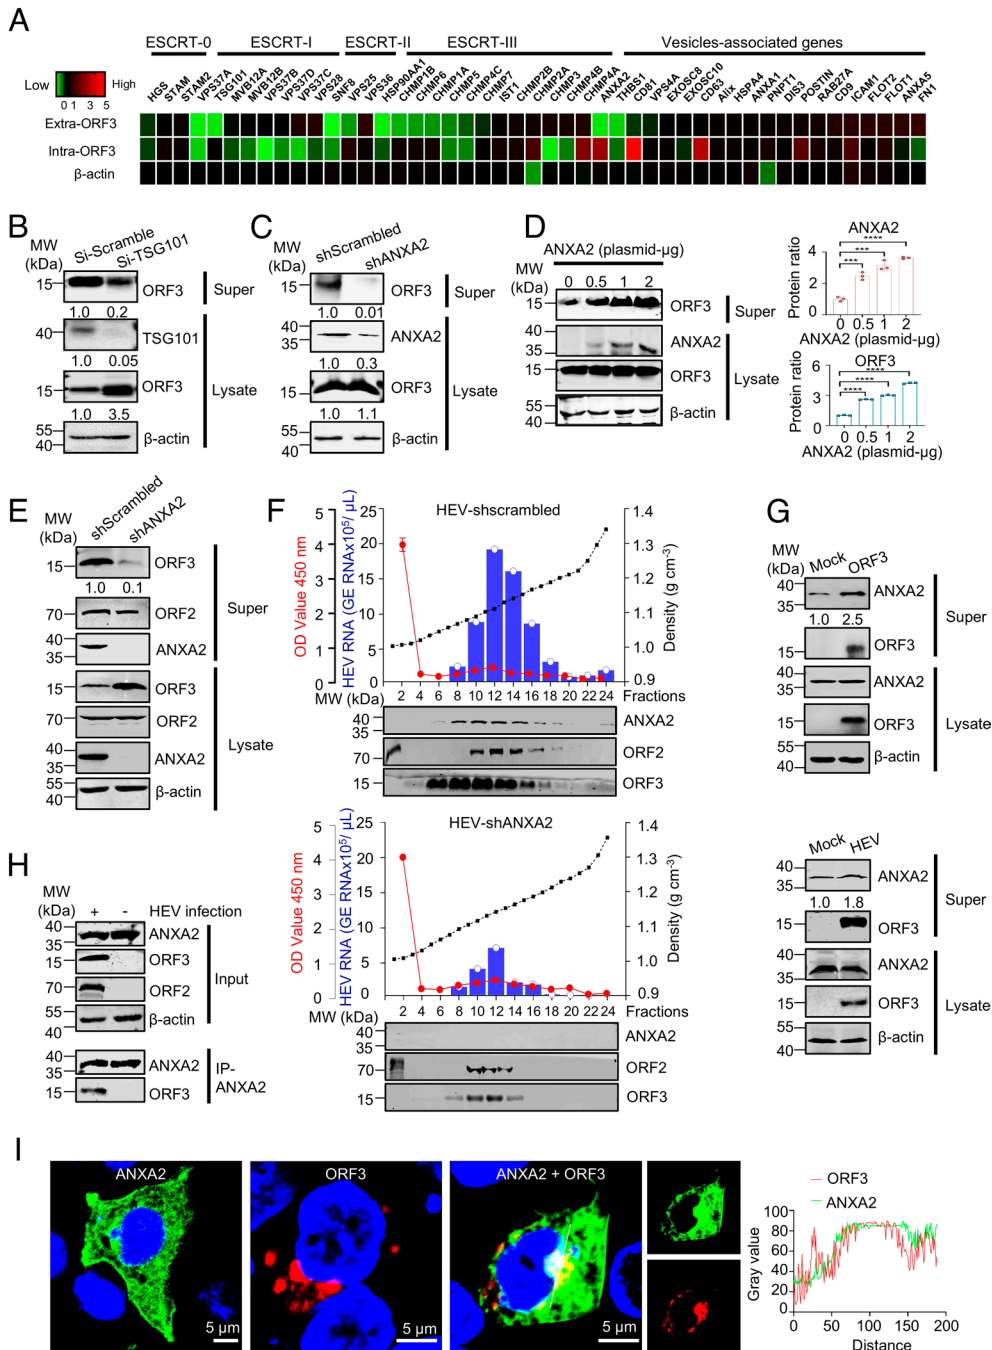 A
ESCRT-0
ESCRT-I
ESCRT-II
ESCRT-III
Vesicles-associated genes
Low
High
0 1 3 5
HGS
STAM
STAM2
VPS37A
TSG101
MVB12A
MVB12B
VPS37B
VPS37D
VPS37C
VPS28
SNF8
VPS25
VPS36
HSP90AA1
CHMP1B
CHMP6
CHMP1A
CHMP5
CHMP4C
CHMP7
IST1
CHMP2B
CHMP2A
CHMP3
CHMP4B
CHMP4A
ANXA2
THBS1
CD81
VPS4A
EXOSC8
EXOSC10
CD63
Alix
HSPA4
ANXA1
PNPT1
DIS3
POSTIN
RAB27A
CD9
ICAM1
FLOT2
FLOT1
ANXA5
FN1
Extra-ORF3
Intra-ORF3
β-actin
B
MW
(kDa)
Si-Scramble
Si-TSG101
15
ORF3
Super
1.0 0.2
40
TSG101
1.0 0.05
15
ORF3
Lysate
1.0 3.5
55
40
β-actin
C
MW
(kDa)
shScrambled
shANXA2
15
ORF3
Super
1.0 0.01
40
35
ANXA2
1.0 0.3
15
ORF3
Lysate
1.0 1.1
55
40
β-actin
D
ANXA2 (plasmid-μg)
MW
(kDa)
0 0.5 1 2
15
ORF3
Super
40
35
ANXA2
15
ORF3
Lysate
55
40
β-actin
ANXA2
Protein ratio
4
2
0
***
***
****
0 0.5 1 2
ANXA2 (plasmid-μg)
ORF3
Protein ratio
6
3
0
****
****
****
0 0.5 1 2
ANXA2 (plasmid-μg)
E
MW
(kDa)
shScrambled
shANXA2
15
ORF3
1.0 0.1
70
ORF2
Super
40
35
ANXA2
15
ORF3
70
ORF2
Lysate
40
35
ANXA2
55
40
β-actin
F
HEV-shscrambled
OD Value 450 nm
5
4
3
2
1
0
HEV RNA (GE RNAx10⁵/ μL)
25
20
15
10
5
0
Density (g cm⁻³)
1.4
1.3
1.2
1.1
1.0
0.9
2 4 6 8 10 12 14 16 18 20 22 24
Fractions
MW (kDa)
40
35
ANXA2
70
ORF2
15
ORF3
HEV-shANXA2
OD Value 450 nm
5
4
3
2
1
0
HEV RNA (GE RNAx10⁵/ μL)
25
20
15
10
5
0
Density (g cm⁻³)
1.4
1.3
1.2
1.1
1.0
0.9
2 4 6 8 10 12 14 16 18 20 22 24
Fractions
MW (kDa)
40
35
ANXA2
70
ORF2
15
ORF3
G
MW
(kDa)
Mock
ORF3
40
35
ANXA2
Super
1.0 2.5
15
ORF3
40
35
ANXA2
15
ORF3
Lysate
55
40
β-actin
Mock
HEV
40
35
ANXA2
Super
1.0 1.8
15
ORF3
40
35
ANXA2
15
ORF3
Lysate
55
40
β-actin
H
MW
(kDa)
+ -
HEV infection
40
35
ANXA2
15
ORF3
Input
70
ORF2
55
40
β-actin
40
35
ANXA2
IP-
ANXA2
15
ORF3
I
ANXA2
5 μm
ORF3
5 μm
ANXA2 + ORF3
5 μm
ORF3
ANXA2
Gray value
100
80
60
40
20
0
0 50 100 150 200
Distance